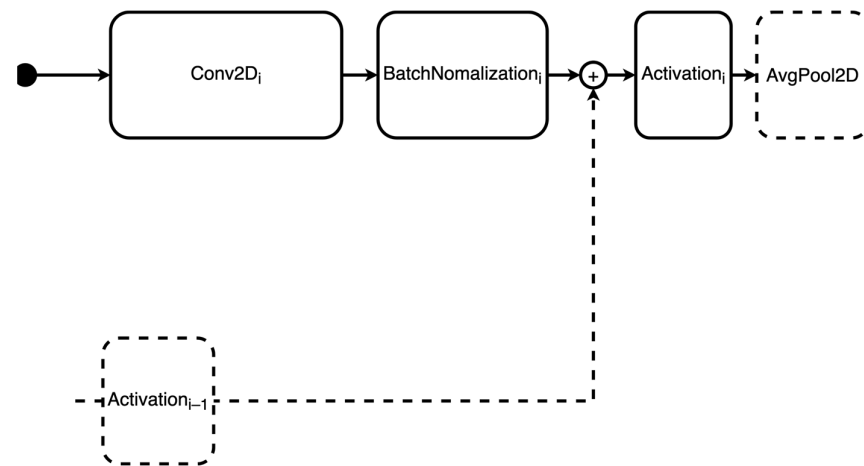 Conv2Dᵢ
BatchNomalizationᵢ
+
Activationᵢ
AvgPool2D
Activationᵢ₋₁